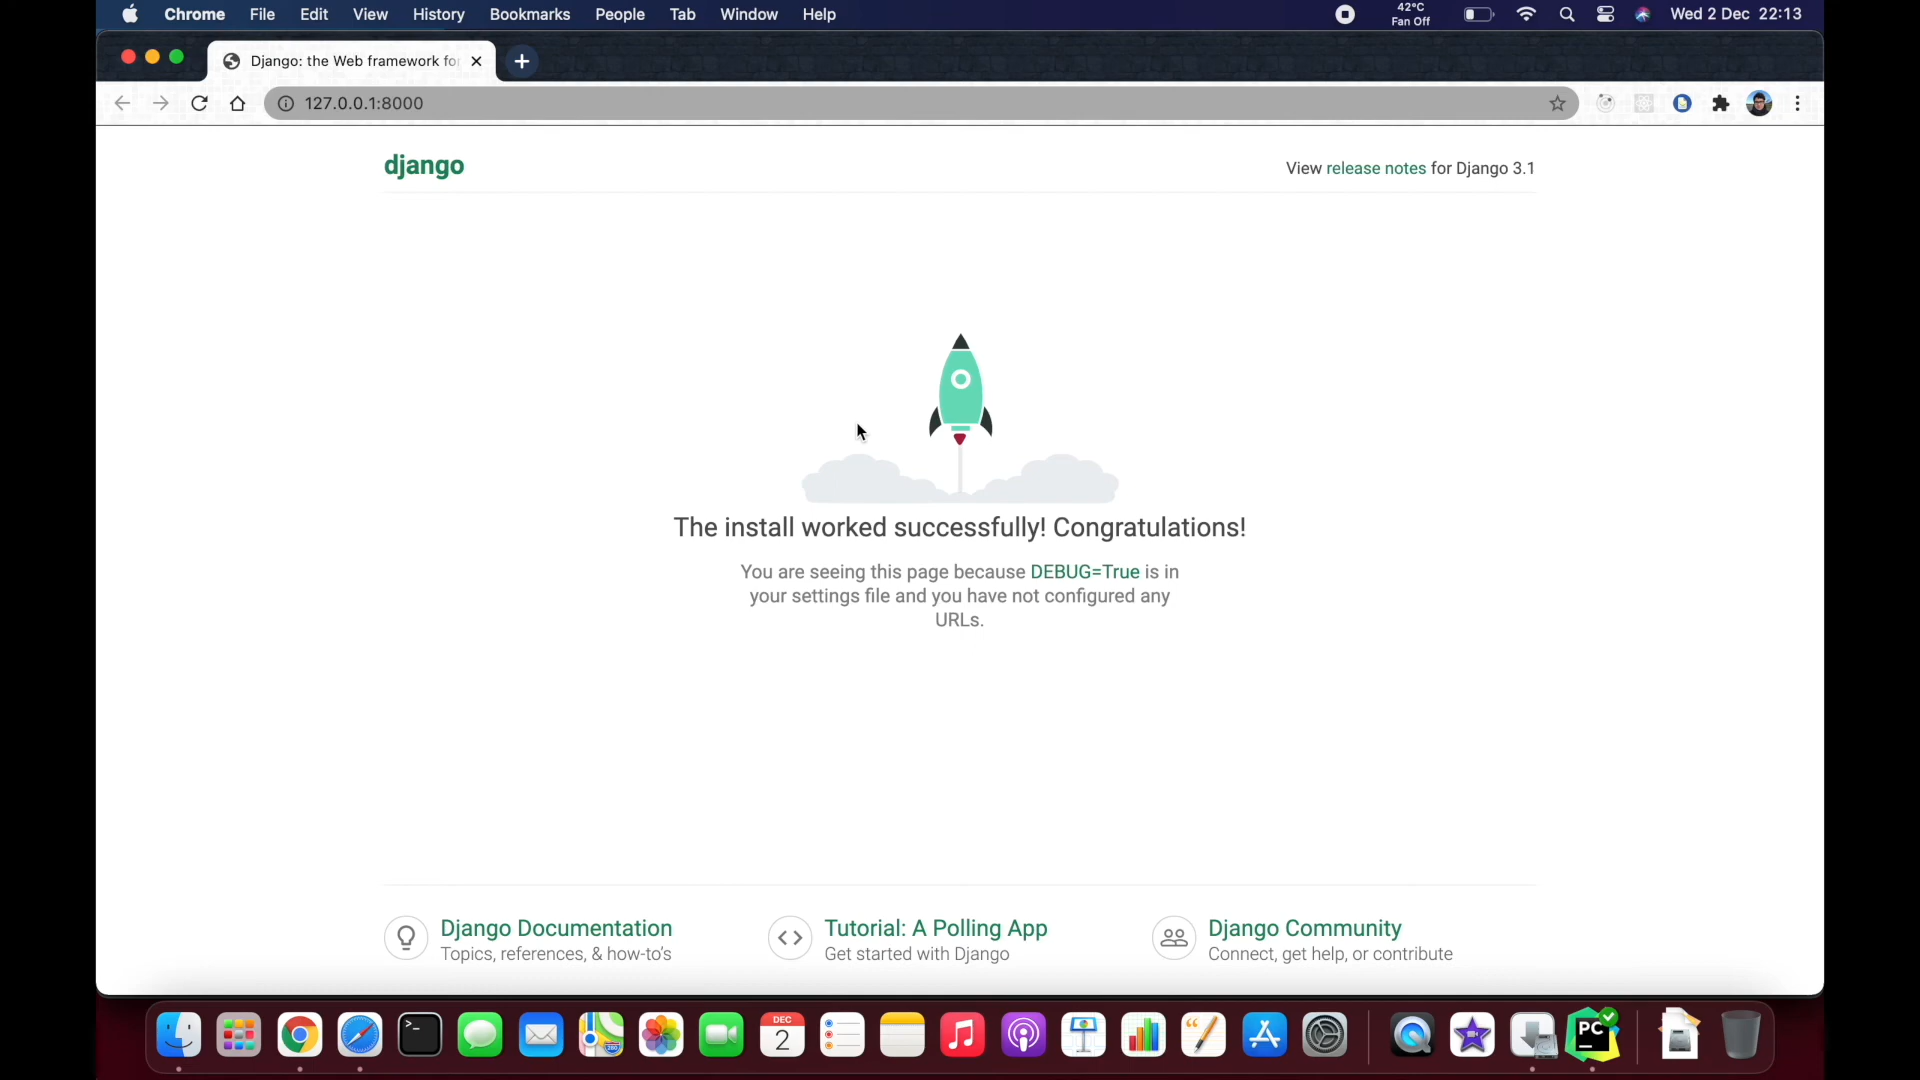 Chrome File Edit View History Bookmarks People Tab Window Help
42°C
Fan Off
Wed 2 Dec 22:13
Django: the Web framework for
127.0.0.1:8000
django
View release notes for Django 3.1
The install worked successfully! Congratulations!
You are seeing this page because DEBUG=True is in
your settings file and you have not configured any
URLs.
Django Documentation
Topics, references, & how-to's
Tutorial: A Polling App
Get started with Django
Django Community
Connect, get help, or contribute
DEC
2
PC